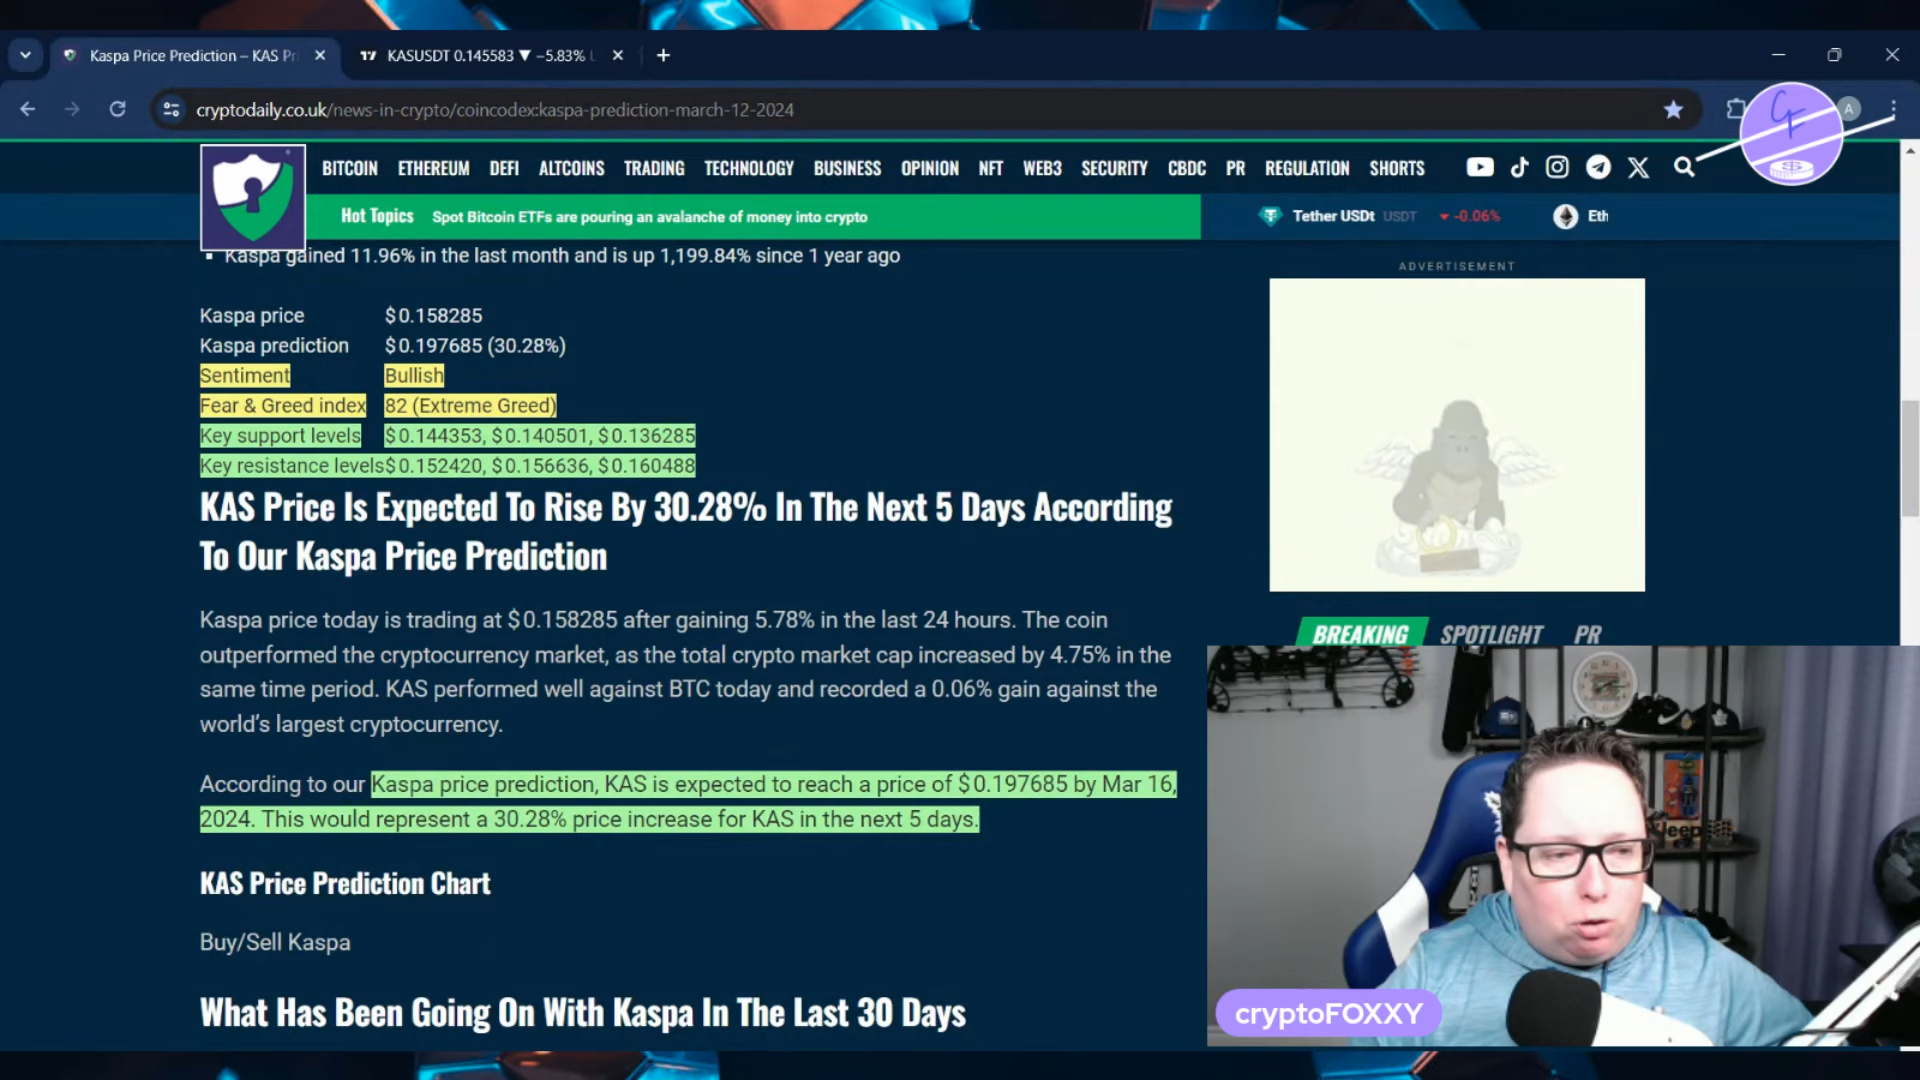 Kaspa Price Prediction – KAS Pr
KASUSDT 0.145583 ▼ −5.83%
cryptodaily.co.uk/news-in-crypto/coincodex:kaspa-prediction-march-12-2024
A
BITCOIN ETHEREUM DEFI ALTCOINS TRADING TECHNOLOGY BUSINESS OPINION NFT WEB3 SECURITY CBDC PR REGULATION SHORTS
Hot Topics Spot Bitcoin ETFs are pouring an avalanche of money into crypto
Tether USDt USDT ▼ -0.06% Eth
Kaspa gained 11.96% in the last month and is up 1,199.84% since 1 year ago
ADVERTISEMENT
Kaspa price $0.158285
Kaspa prediction $0.197685 (30.28%)
Sentiment Bullish
Fear & Greed index 82 (Extreme Greed)
Key support levels $0.144353, $0.140501, $0.136285
Key resistance levels$0.152420, $0.156636, $0.160488
KAS Price Is Expected To Rise By 30.28% In The Next 5 Days According
To Our Kaspa Price Prediction
Kaspa price today is trading at $0.158285 after gaining 5.78% in the last 24 hours. The coin
outperformed the cryptocurrency market, as the total crypto market cap increased by 4.75% in the
same time period. KAS performed well against BTC today and recorded a 0.06% gain against the
world's largest cryptocurrency.
According to our Kaspa price prediction, KAS is expected to reach a price of $0.197685 by Mar 16,
2024. This would represent a 30.28% price increase for KAS in the next 5 days.
KAS Price Prediction Chart
Buy/Sell Kaspa
What Has Been Going On With Kaspa In The Last 30 Days
BREAKING SPOTLIGHT PR
Jeep
cryptoFOXXY